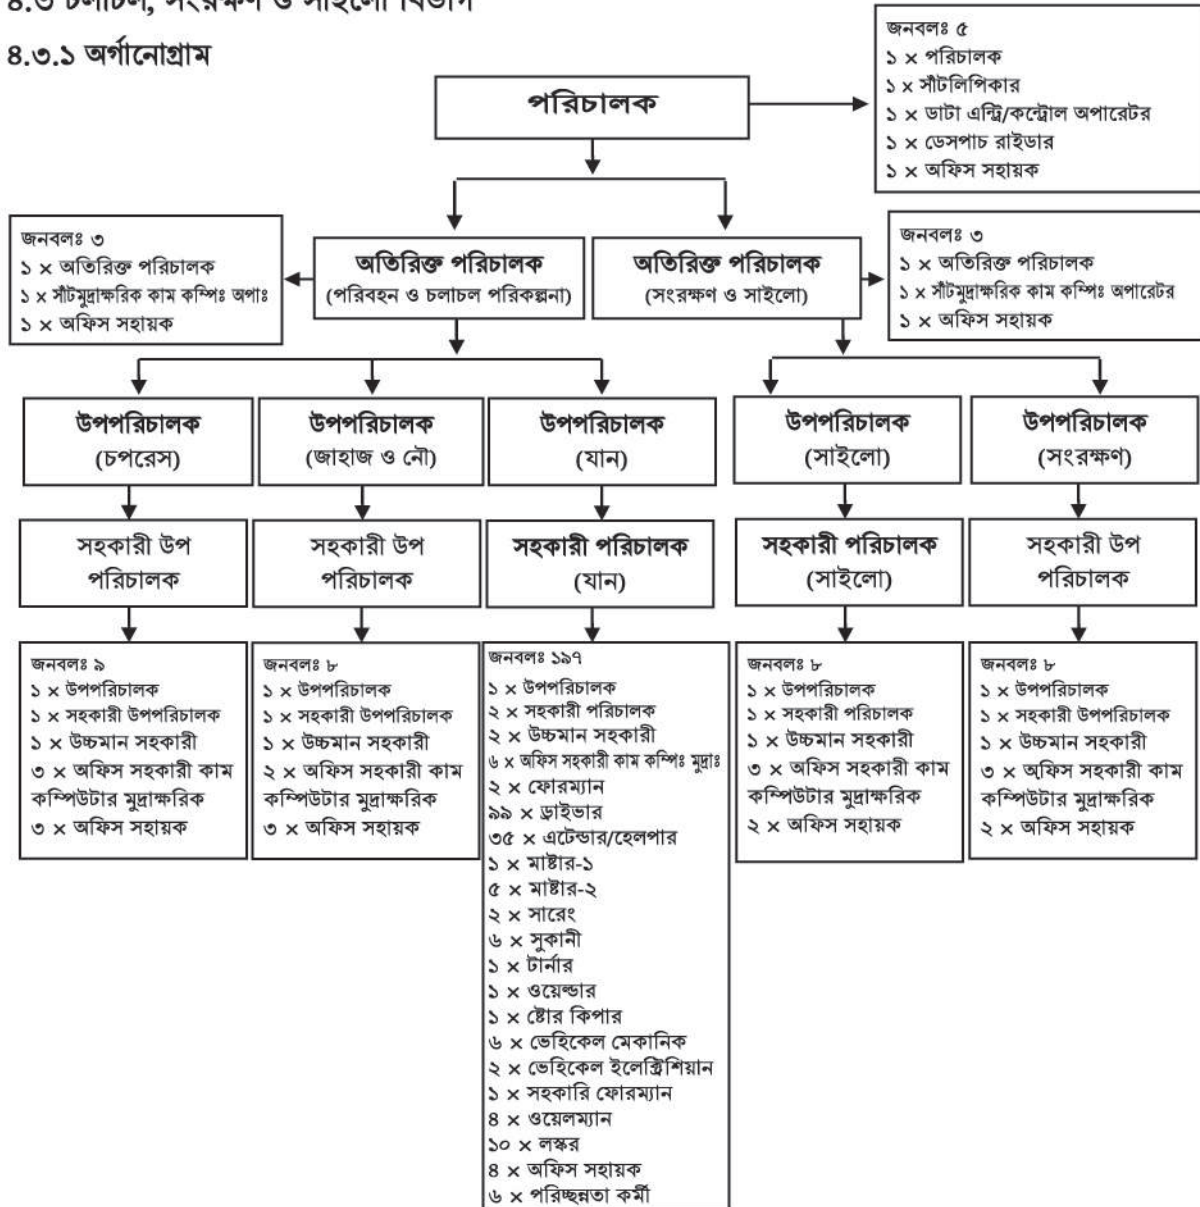 ৪.৩ চলাচল, সংরক্ষণ ও সাইলো বিভাগ
৪.৩.১ অর্গানোগ্রাম
পরিচালক
জনবলঃ ৫
১ × পরিচালক
১ × সাঁটলিপিকার
১ × ডাটা এন্ট্রি/কন্ট্রোল অপারেটর
১ × ডেসপাচ রাইডার
১ × অফিস সহায়ক
জনবলঃ ৩
১ × অতিরিক্ত পরিচালক
১ × সাঁটমুদ্রাক্ষরিক কাম কম্পিঃ অপাঃ
১ × অফিস সহায়ক
অতিরিক্ত পরিচালক
(পরিবহন ও চলাচল পরিকল্পনা)
অতিরিক্ত পরিচালক
(সংরক্ষণ ও সাইলো)
জনবলঃ ৩
১ × অতিরিক্ত পরিচালক
১ × সাঁটমুদ্রাক্ষরিক কাম কম্পিঃ অপারেটর
১ × অফিস সহায়ক
উপপরিচালক
(চপরেস)
উপপরিচালক
(জাহাজ ও নৌ)
উপপরিচালক
(যান)
উপপরিচালক
(সাইলো)
উপপরিচালক
(সংরক্ষণ)
সহকারী উপ
পরিচালক
সহকারী উপ
পরিচালক
সহকারী পরিচালক
(যান)
সহকারী পরিচালক
(সাইলো)
সহকারী উপ
পরিচালক
জনবলঃ ৯
১ × উপপরিচালক
১ × সহকারী উপপরিচালক
১ × উচ্চমান সহকারী
৩ × অফিস সহকারী কাম
কম্পিউটার মুদ্রাক্ষরিক
৩ × অফিস সহায়ক
জনবলঃ ৮
১ × উপপরিচালক
১ × সহকারী উপপরিচালক
১ × উচ্চমান সহকারী
২ × অফিস সহকারী কাম
কম্পিউটার মুদ্রাক্ষরিক
৩ × অফিস সহায়ক
জনবলঃ ১৯৭
১ × উপপরিচালক
২ × সহকারী পরিচালক
২ × উচ্চমান সহকারী
৬ × অফিস সহকারী কাম কম্পিঃ মুদ্রাঃ
২ × ফোরম্যান
৯৯ × ড্রাইভার
৩৫ × এটেন্ডার/হেলপার
১ × মাষ্টার-১
৫ × মাষ্টার-২
২ × সারেং
৬ × সুকানী
১ × টার্নার
১ × ওয়েল্ডার
১ × ষ্টোর কিপার
৬ × ভেহিকেল মেকানিক
২ × ভেহিকেল ইলেক্ট্রিশিয়ান
১ × সহকারি ফোরম্যান
৪ × ওয়েলম্যান
১০ × লস্কর
৪ × অফিস সহায়ক
৬ × পরিচ্ছন্নতা কর্মী
জনবলঃ ৮
১ × উপপরিচালক
১ × সহকারী পরিচালক
১ × উচ্চমান সহকারী
৩ × অফিস সহকারী কাম
কম্পিউটার মুদ্রাক্ষরিক
২ × অফিস সহায়ক
জনবলঃ ৮
১ × উপপরিচালক
১ × সহকারী উপপরিচালক
১ × উচ্চমান সহকারী
৩ × অফিস সহকারী কাম
কম্পিউটার মুদ্রাক্ষরিক
২ × অফিস সহায়ক